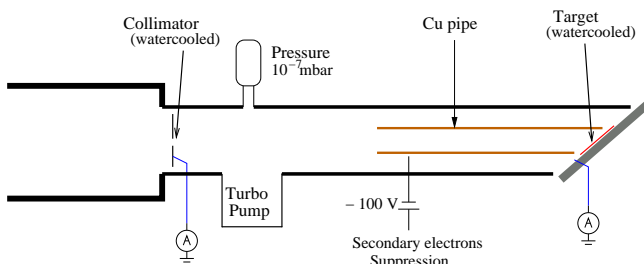 Collimator
(watercooled)
Pressure
10⁻⁷mbar
Cu pipe
Target
(watercooled)
Turbo
Pump
– 100 V
A
A
Secondary electrons
Suppression